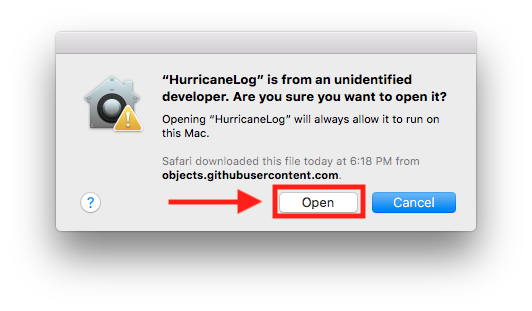 “HurricaneLog” is from an unidentified
developer. Are you sure you want to open it?
Opening “HurricaneLog” will always allow it to run on
this Mac.
Safari downloaded this file today at 6:18 PM from
objects.githubusercontent.com.
? Open Cancel